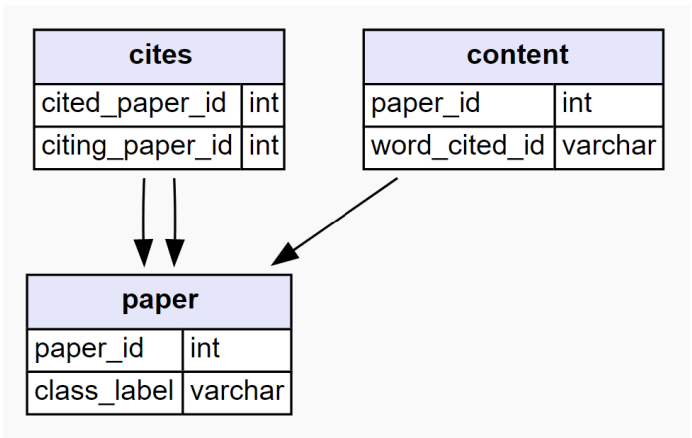 cites
cited_paper_id int
citing_paper_id int
content
paper_id int
word_cited_id varchar
paper
paper_id int
class_label varchar